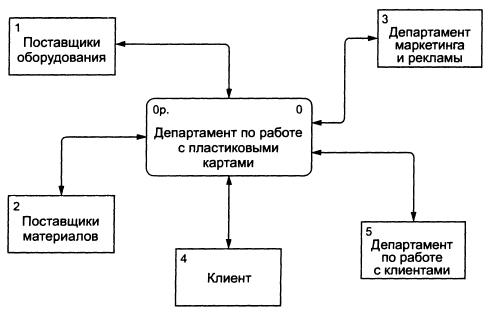 1
Поставщики
оборудования
3
Департамент
маркетинга
и рекламы
0р. 0
Департамент по работе
с пластиковыми
картами
2
Поставщики
материалов
4
Клиент
5
Департамент
по работе
с клиентами